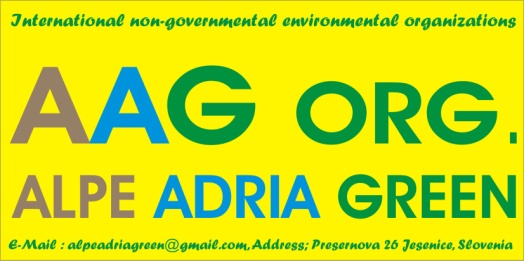 International non-governmental environmental organizations
AAG ORG.
ALPE ADRIA GREEN
E-Mail : alpeadriagreen@gmail.com, Address; Presernova 26 Jesenice, Slovenia